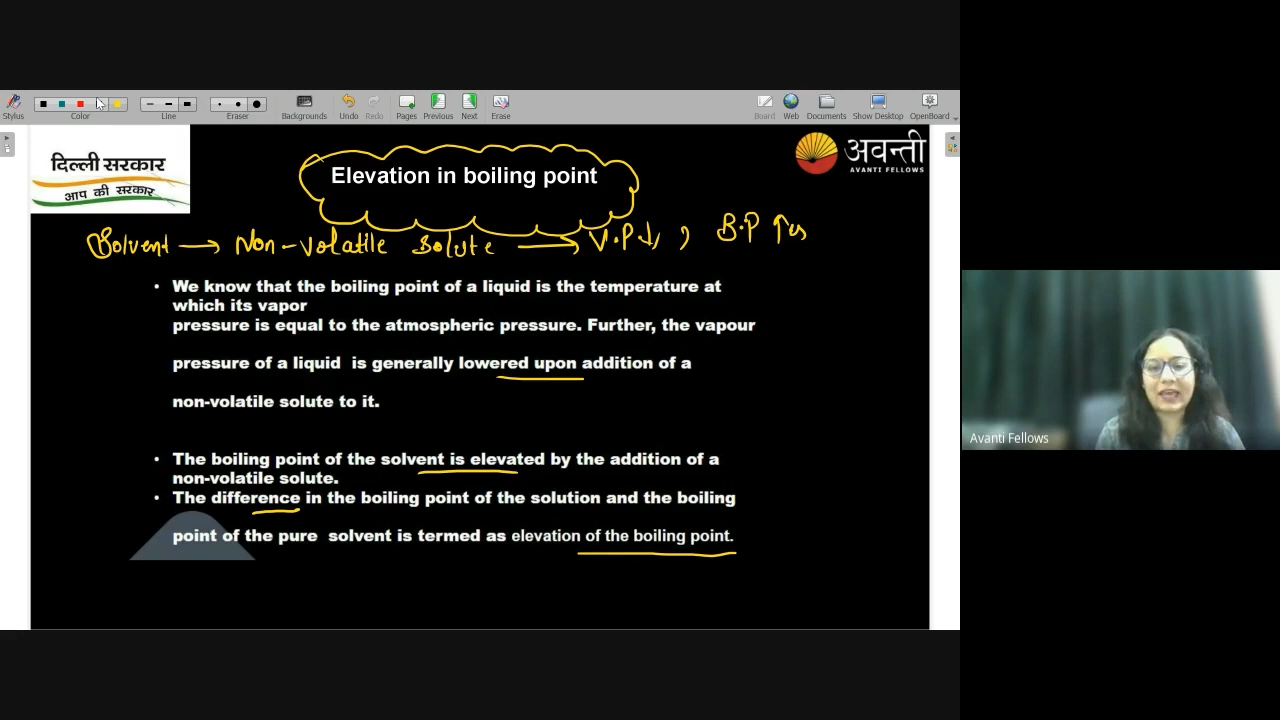 Stylus
Color
Line
Eraser
Backgrounds
Undo
Redo
Pages
Previous
Next
Erase
Board
Web
Documents
Show Desktop
OpenBoard
दिल्ली सरकार
आप की सरकार
Elevation in boiling point
अवन्ती
AVANTI FELLOWS
Solvent → Non-Volatile Solute → V.P↓, B.P ↑es
We know that the boiling point of a liquid is the temperature at
which its vapor
pressure is equal to the atmospheric pressure. Further, the vapour
pressure of a liquid is generally lowered upon addition of a
non-volatile solute to it.
The boiling point of the solvent is elevated by the addition of a
non-volatile solute.
The difference in the boiling point of the solution and the boiling
point of the pure solvent is termed as elevation of the boiling point.
Avanti Fellows